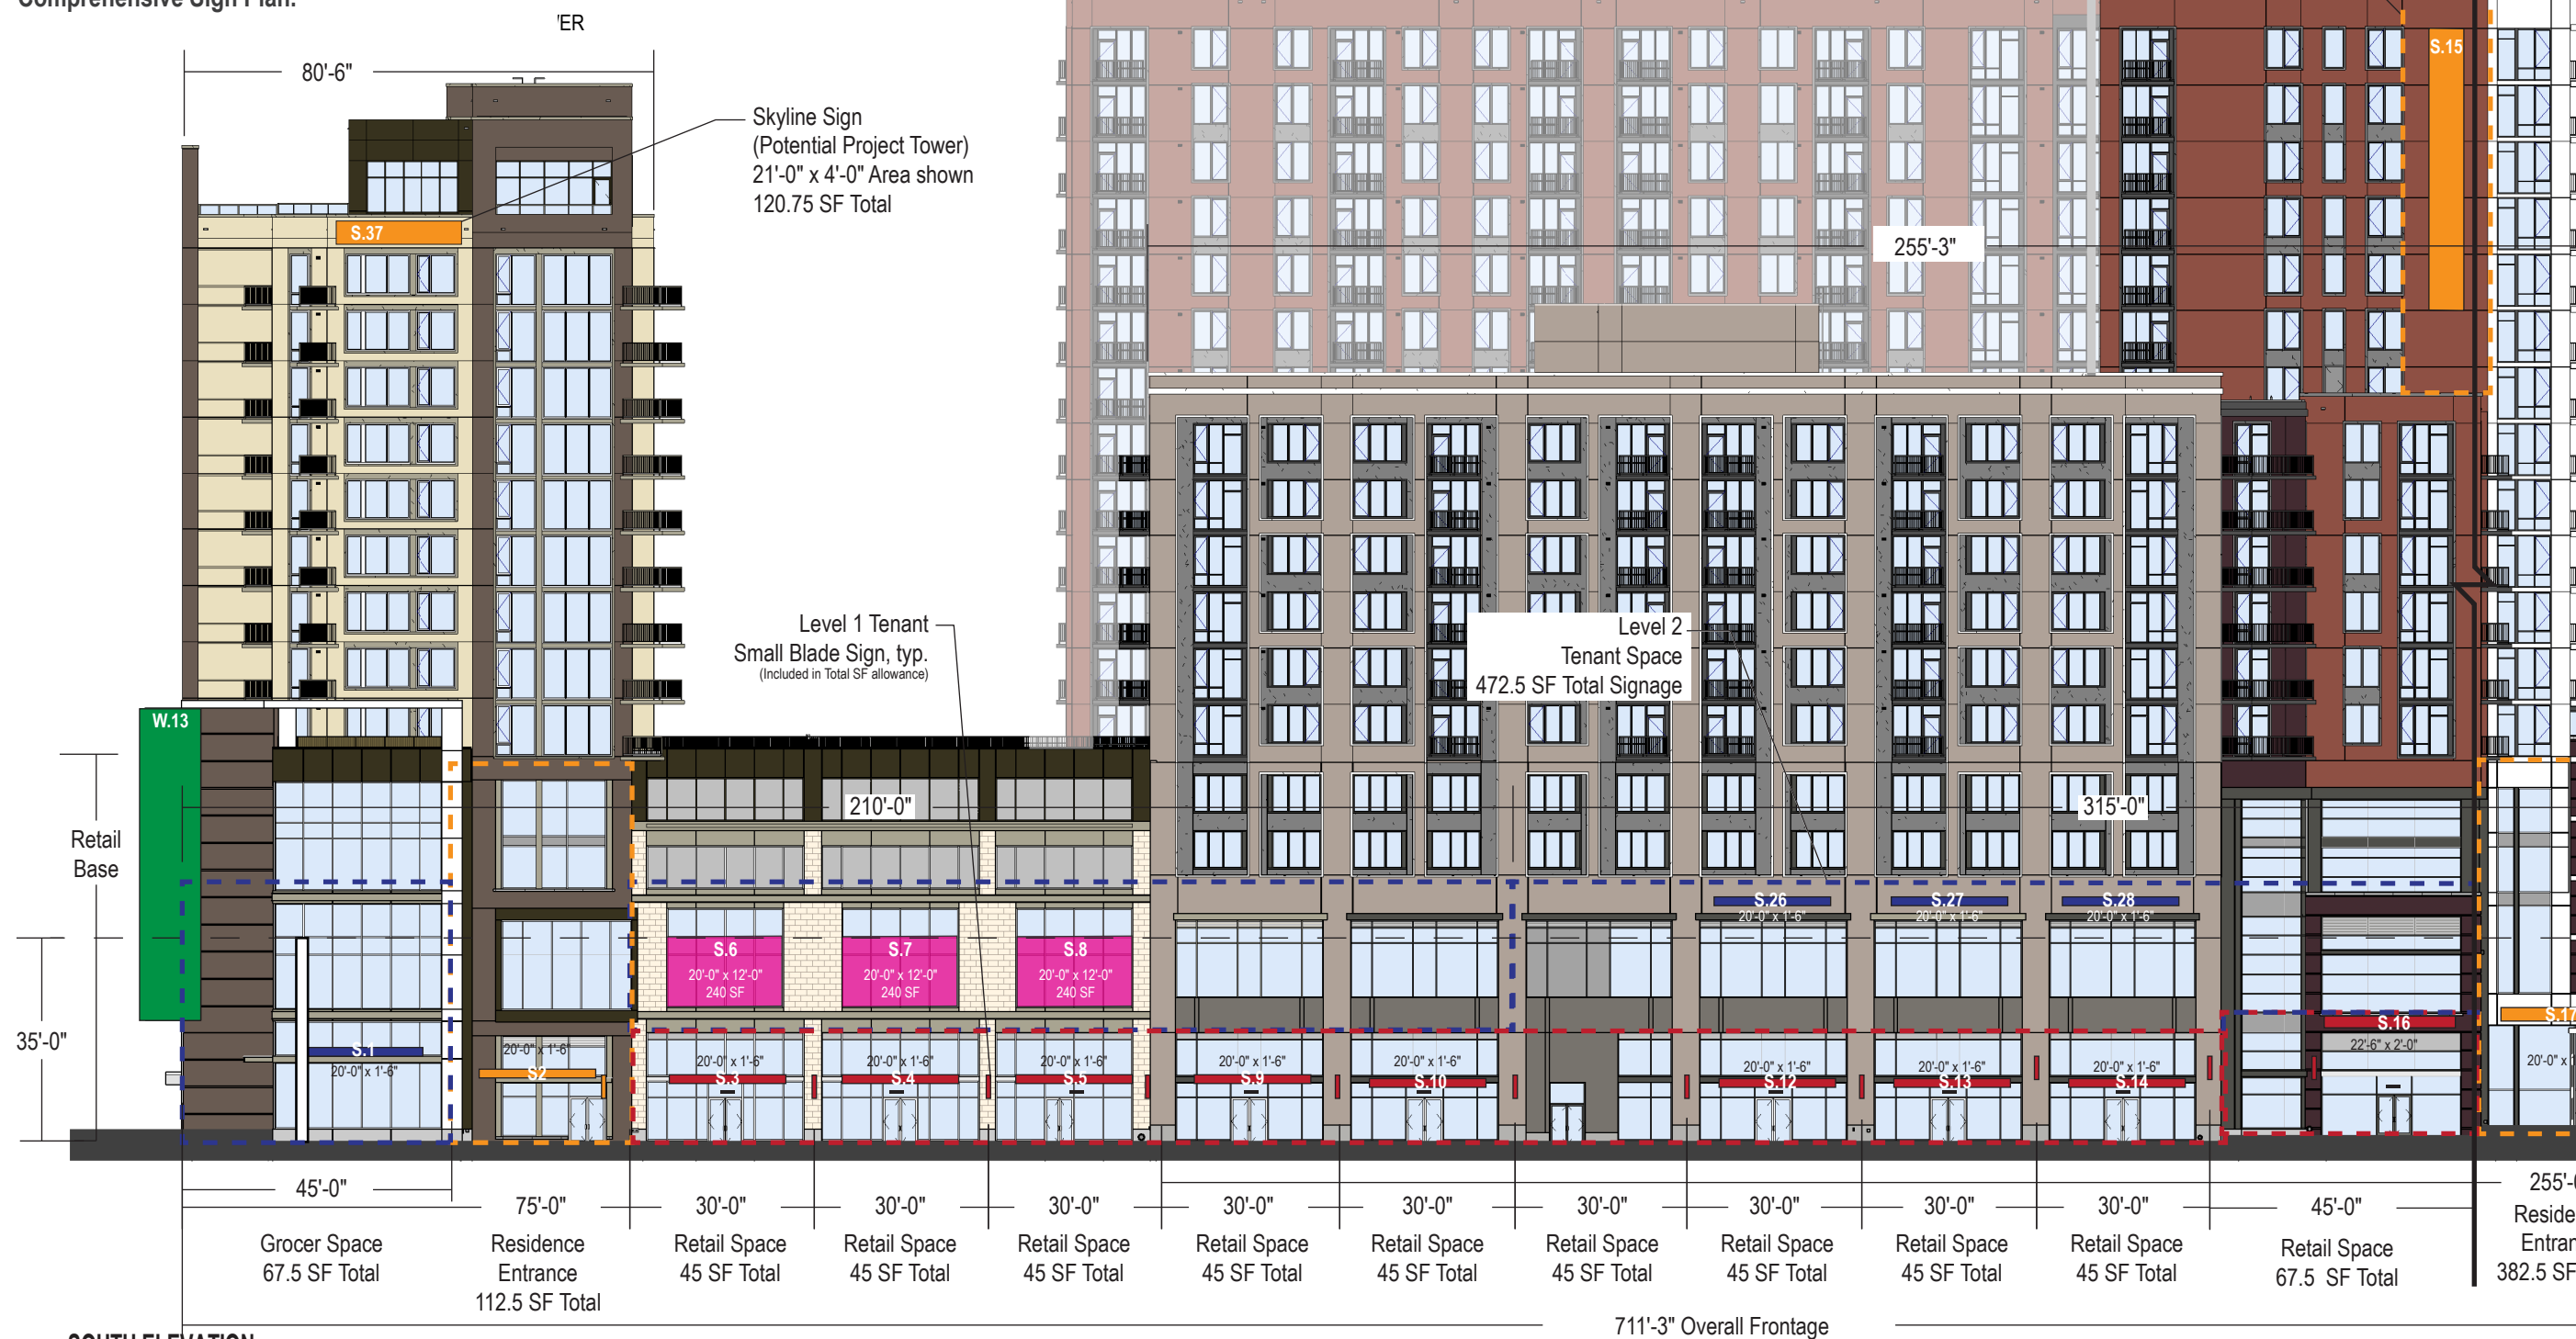 Comprehensive Sign Plan.
80'-6"
Skyline Sign
(Potential Project Tower)
21'-0" x 4'-0" Area shown
120.75 SF Total
S.15
255'-3"
S.37
Level 1 Tenant
Small Blade Sign, typ.
(Included in Total SF allowance)
Level 2
Tenant Space
472.5 SF Total Signage
W.13
Retail
Base
210'-0"
315'-0"
35'-0"
S.26
20'-0" x 1'-6"
S.27
20'-0" x 1'-6"
S.28
20'-0" x 1'-6"
S.6
20'-0" x 12'-0"
240 SF
S.7
20'-0" x 12'-0"
240 SF
S.8
20'-0" x 12'-0"
240 SF
S.1
20'-0" x 1'-6"
20'-0" x 1'-6"
S2
20'-0" x 1'-6"
S.3
20'-0" x 1'-6"
S.4
20'-0" x 1'-6"
S.5
20'-0" x 1'-6"
S.9
20'-0" x 1'-6"
S.10
20'-0" x 1'-6"
S.12
20'-0" x 1'-6"
S.13
20'-0" x 1'-6"
S.14
S.16
22'-6" x 2'-0"
S.17
45'-0"
75'-0"
30'-0"
30'-0"
30'-0"
30'-0"
30'-0"
30'-0"
30'-0"
30'-0"
30'-0"
45'-0"
Grocer Space
67.5 SF Total
Residence
Entrance
112.5 SF Total
Retail Space
45 SF Total
Retail Space
45 SF Total
Retail Space
45 SF Total
Retail Space
45 SF Total
Retail Space
45 SF Total
Retail Space
45 SF Total
Retail Space
45 SF Total
Retail Space
45 SF Total
Retail Space
45 SF Total
Retail Space
67.5 SF Total
382.5 SF
711'-3" Overall Frontage
SOUTH ELEVATION